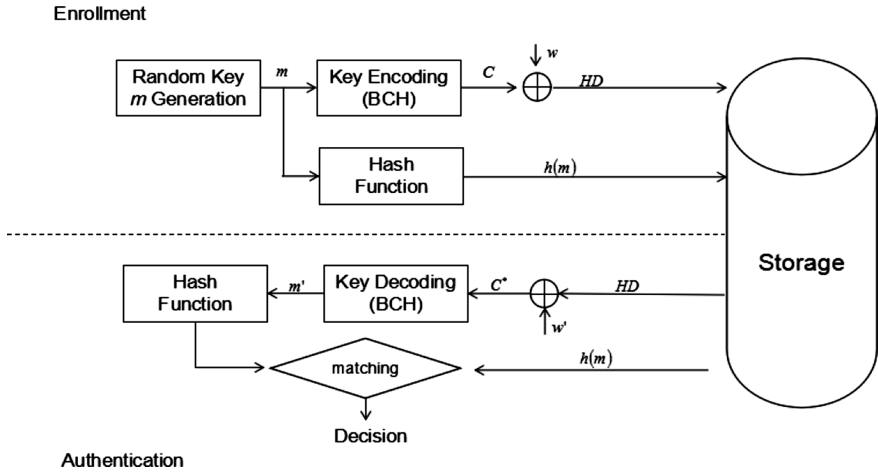 Enrollment
w
Random Key
m Generation
m
Key Encoding
(BCH)
C
HD
Hash
Function
h(m)
Storage
Hash
Function
m'
Key Decoding
(BCH)
C*
HD
w'
matching
h(m)
Decision
Authentication